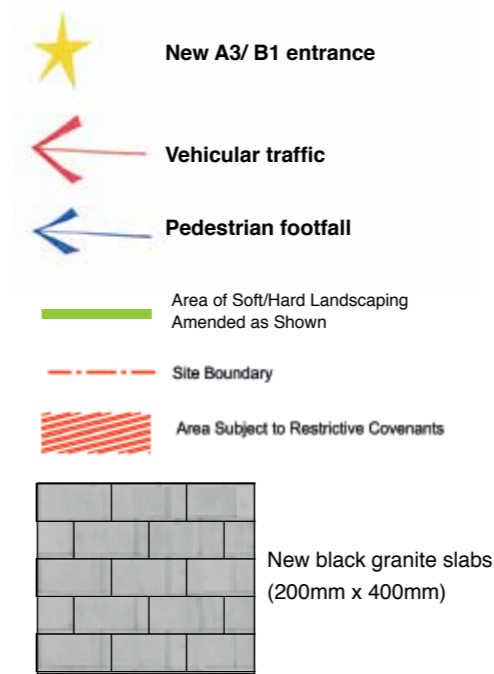 New A3/ B1 entrance
Vehicular traffic
Pedestrian footfall
Area of Soft/Hard Landscaping
Amended as Shown
Site Boundary
Area Subject to Restrictive Covenants
New black granite slabs
(200mm x 400mm)